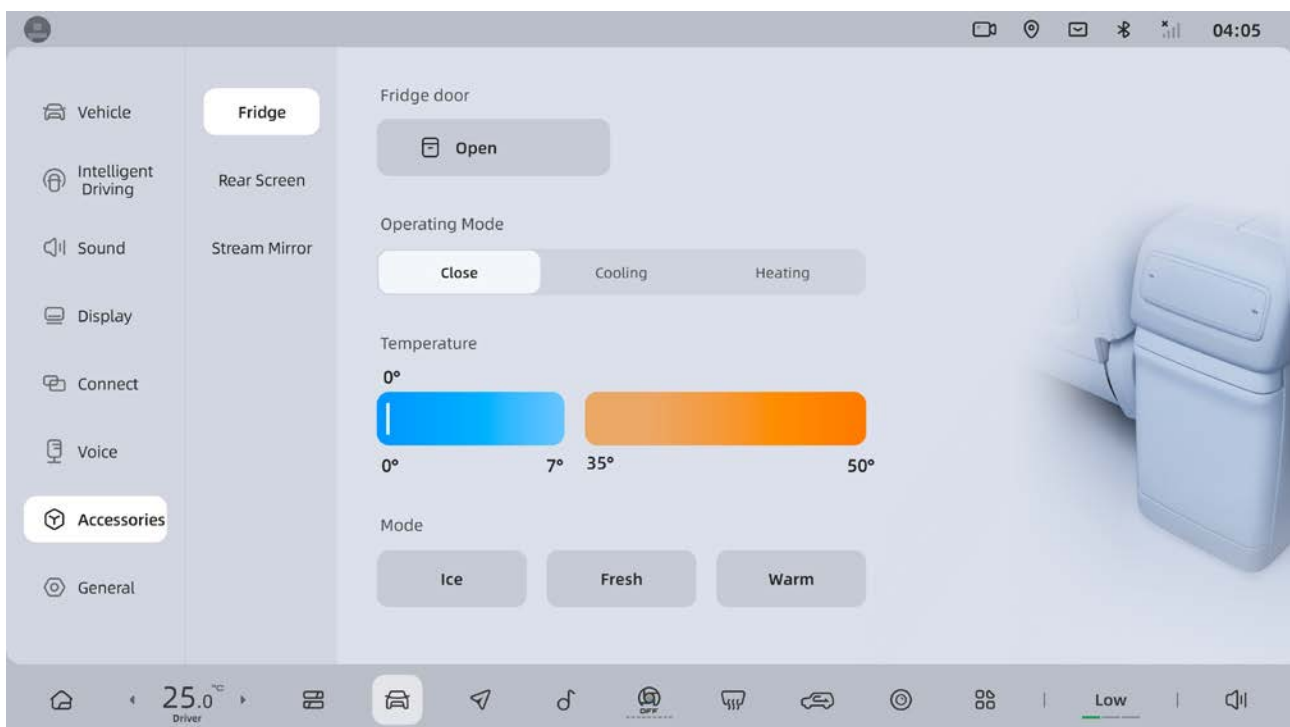 04:05
Vehicle
Intelligent
Driving
Sound
Display
Connect
Voice
Accessories
General
Fridge
Rear Screen
Stream Mirror
Fridge door
Open
Operating Mode
Close Cooling Heating
Temperature
0°
0° 7° 35° 50°
Mode
Ice Fresh Warm
25.0 °C
Driver
OFF
Low